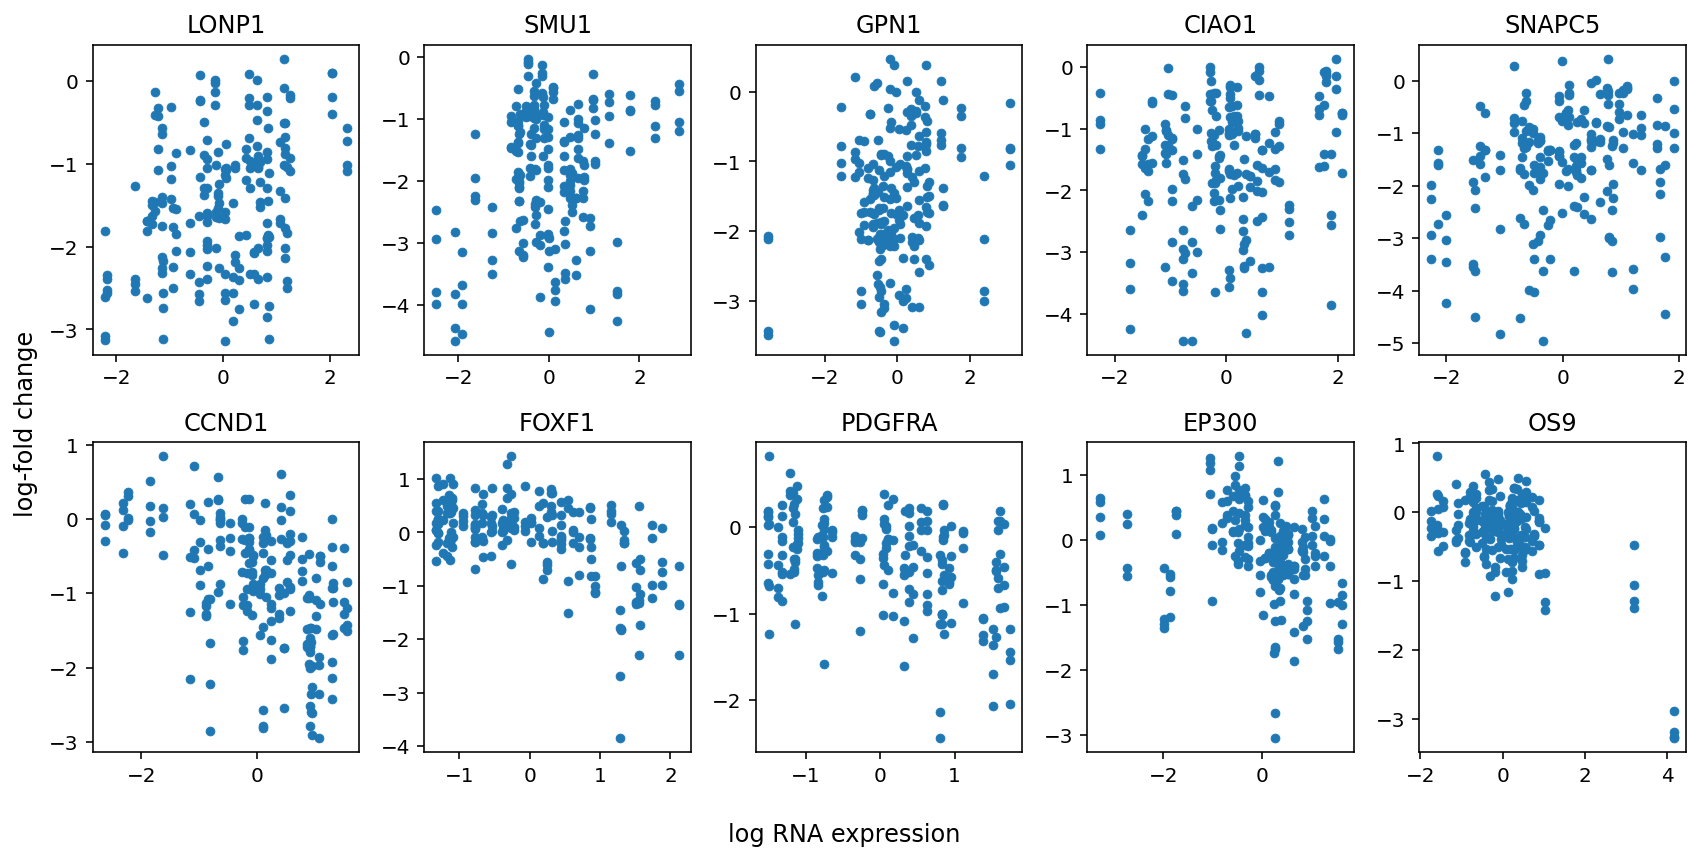 LONP1 SMU1 GPN1 CIAO1 SNAPC5
0 −1 −2 −3
−2 0 2
0 −1 −2 −3 −4
−2 0 2
0 −1 −2 −3
−2 0 2
0 −1 −2 −3 −4
−2 0 2
0 −1 −2 −3 −4 −5
−2 0 2
log-fold change
CCND1 FOXF1 PDGFRA EP300 OS9
1 0 −1 −2 −3
−2 0
1 0 −1 −2 −3 −4
−1 0 1 2
0 −1 −2
−1 0 1
1 0 −1 −2 −3
−2 0
1 0 −1 −2 −3
−2 0 2 4
log RNA expression